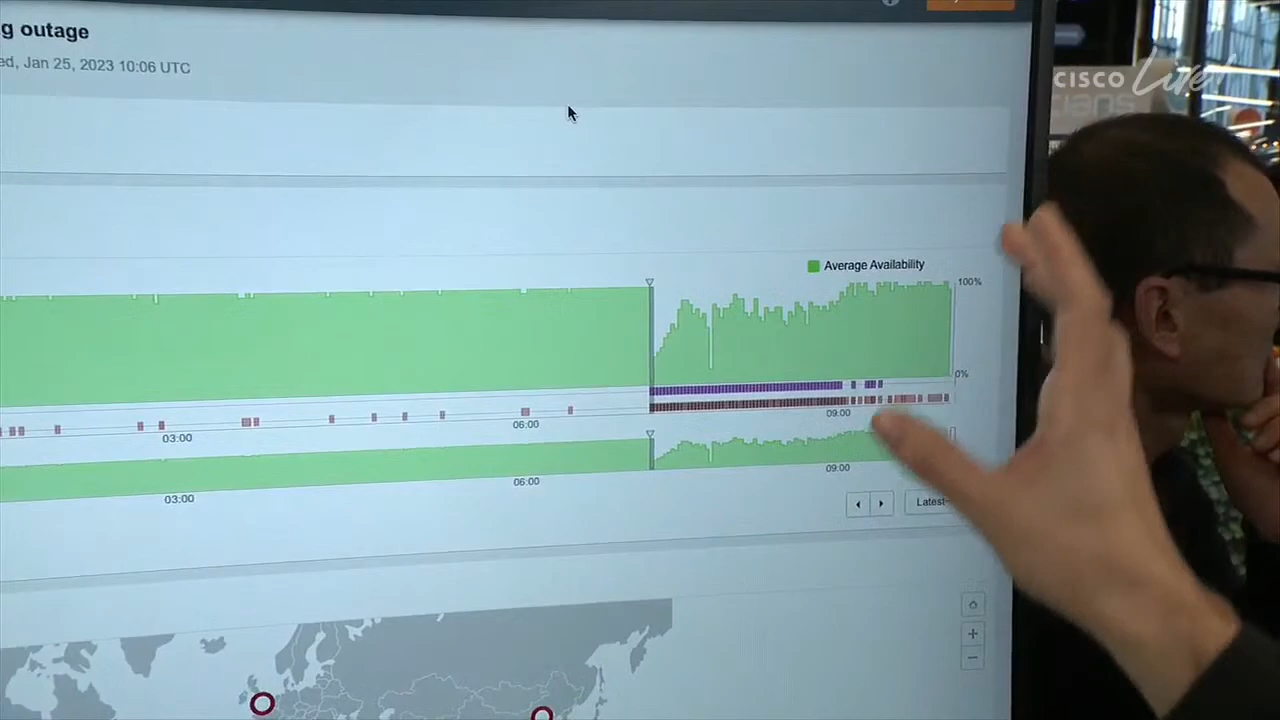 g outage
ed, Jan 25, 2023 10:06 UTC
CISCO Live!
Average Availability
100%
0%
09:00
06:00
03:00
09:00
06:00
03:00
Latest